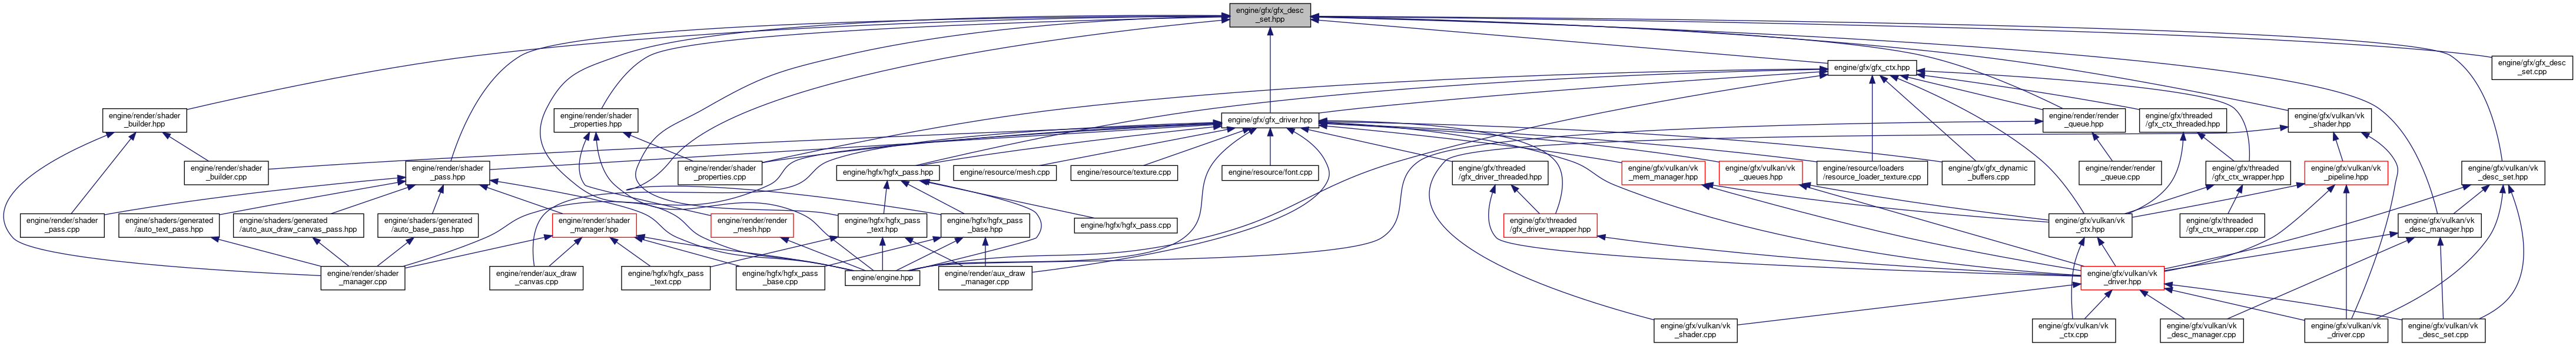 engine/gfx/gfx_desc
_set.hpp
engine/gfx/gfx_ctx.hpp
engine/gfx/gfx_desc
_set.cpp
engine/render/shader
_builder.hpp
engine/render/shader
_properties.hpp
engine/gfx/gfx_driver.hpp
engine/render/render
_queue.hpp
engine/gfx/threaded
/gfx_ctx_threaded.hpp
engine/gfx/vulkan/vk
_shader.hpp
engine/render/shader
_builder.cpp
engine/render/shader
_pass.hpp
engine/render/shader
_properties.cpp
engine/hgfx/hgfx_pass.hpp
engine/resource/mesh.cpp
engine/resource/texture.cpp
engine/resource/font.cpp
engine/gfx/threaded
/gfx_driver_threaded.hpp
engine/gfx/vulkan/vk
_mem_manager.hpp
engine/gfx/vulkan/vk
_queues.hpp
engine/resource/loaders
/resource_loader_texture.cpp
engine/gfx/gfx_dynamic
_buffers.cpp
engine/render/render
_queue.cpp
engine/gfx/threaded
/gfx_ctx_wrapper.hpp
engine/gfx/vulkan/vk
_pipeline.hpp
engine/gfx/vulkan/vk
_desc_set.hpp
engine/render/shader
_pass.cpp
engine/shaders/generated
/auto_text_pass.hpp
engine/shaders/generated
/auto_aux_draw_canvas_pass.hpp
engine/shaders/generated
/auto_base_pass.hpp
engine/render/shader
_manager.hpp
engine/render/render
_mesh.hpp
engine/hgfx/hgfx_pass
_text.hpp
engine/hgfx/hgfx_pass
_base.hpp
engine/hgfx/hgfx_pass.cpp
engine/gfx/threaded
/gfx_driver_wrapper.hpp
engine/gfx/vulkan/vk
_ctx.hpp
engine/gfx/threaded
/gfx_ctx_wrapper.cpp
engine/gfx/vulkan/vk
_desc_manager.hpp
engine/render/shader
_manager.cpp
engine/render/aux_draw
_canvas.cpp
engine/hgfx/hgfx_pass
_text.cpp
engine/hgfx/hgfx_pass
_base.cpp
engine/engine.hpp
engine/render/aux_draw
_manager.cpp
engine/gfx/vulkan/vk
_driver.hpp
engine/gfx/vulkan/vk
_shader.cpp
engine/gfx/vulkan/vk
_ctx.cpp
engine/gfx/vulkan/vk
_desc_manager.cpp
engine/gfx/vulkan/vk
_driver.cpp
engine/gfx/vulkan/vk
_desc_set.cpp